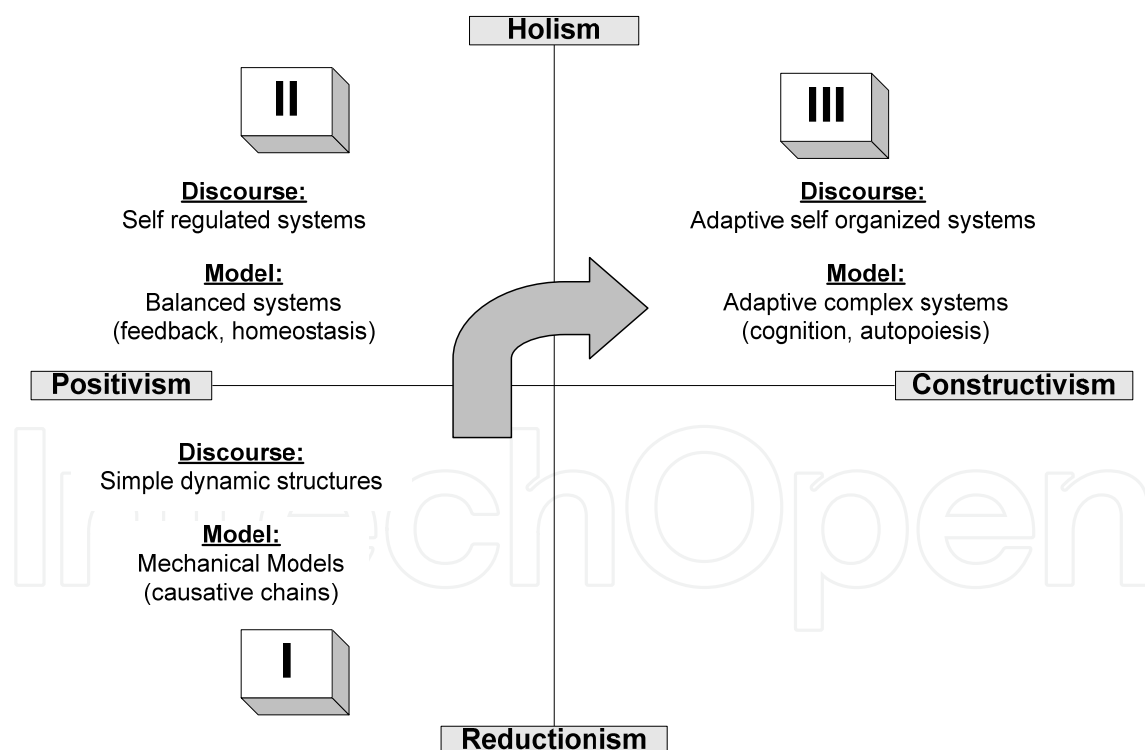 Holism
II
III
Discourse:
Self regulated systems
Discourse:
Adaptive self organized systems
Model:
Balanced systems
(feedback, homeostasis)
Model:
Adaptive complex systems
(cognition, autopoiesis)
Positivism
Constructivism
Discourse:
Simple dynamic structures
Model:
Mechanical Models
(causative chains)
IntechOpen
I
Reductionism